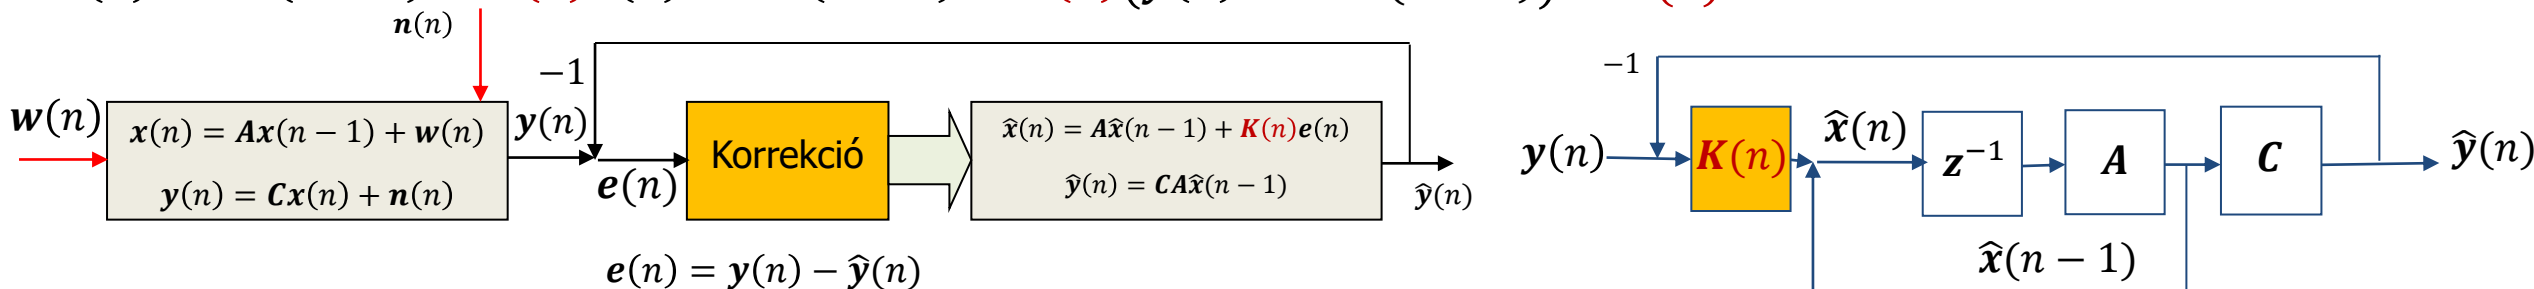 𝒏(n)
−1
𝒘(n)
𝒙(n) = 𝑨𝒙(n − 1) + 𝒘(n)
𝒚(n) = 𝑪𝒙(n) + 𝒏(n)
𝒚(n)
𝒆(n)
Korrekció
𝒙̂(n) = 𝑨𝒙̂(n − 1) + 𝑲(n)𝒆(n)
𝒚̂(n) = 𝑪𝑨𝒙̂(n − 1)
𝒚̂(n)
𝒆(n) = 𝒚(n) − 𝒚̂(n)
−1
𝒚(n)
𝑲(n)
𝒙̂(n)
𝒛⁻¹
𝑨
𝑪
𝒚̂(n)
𝒙̂(n − 1)